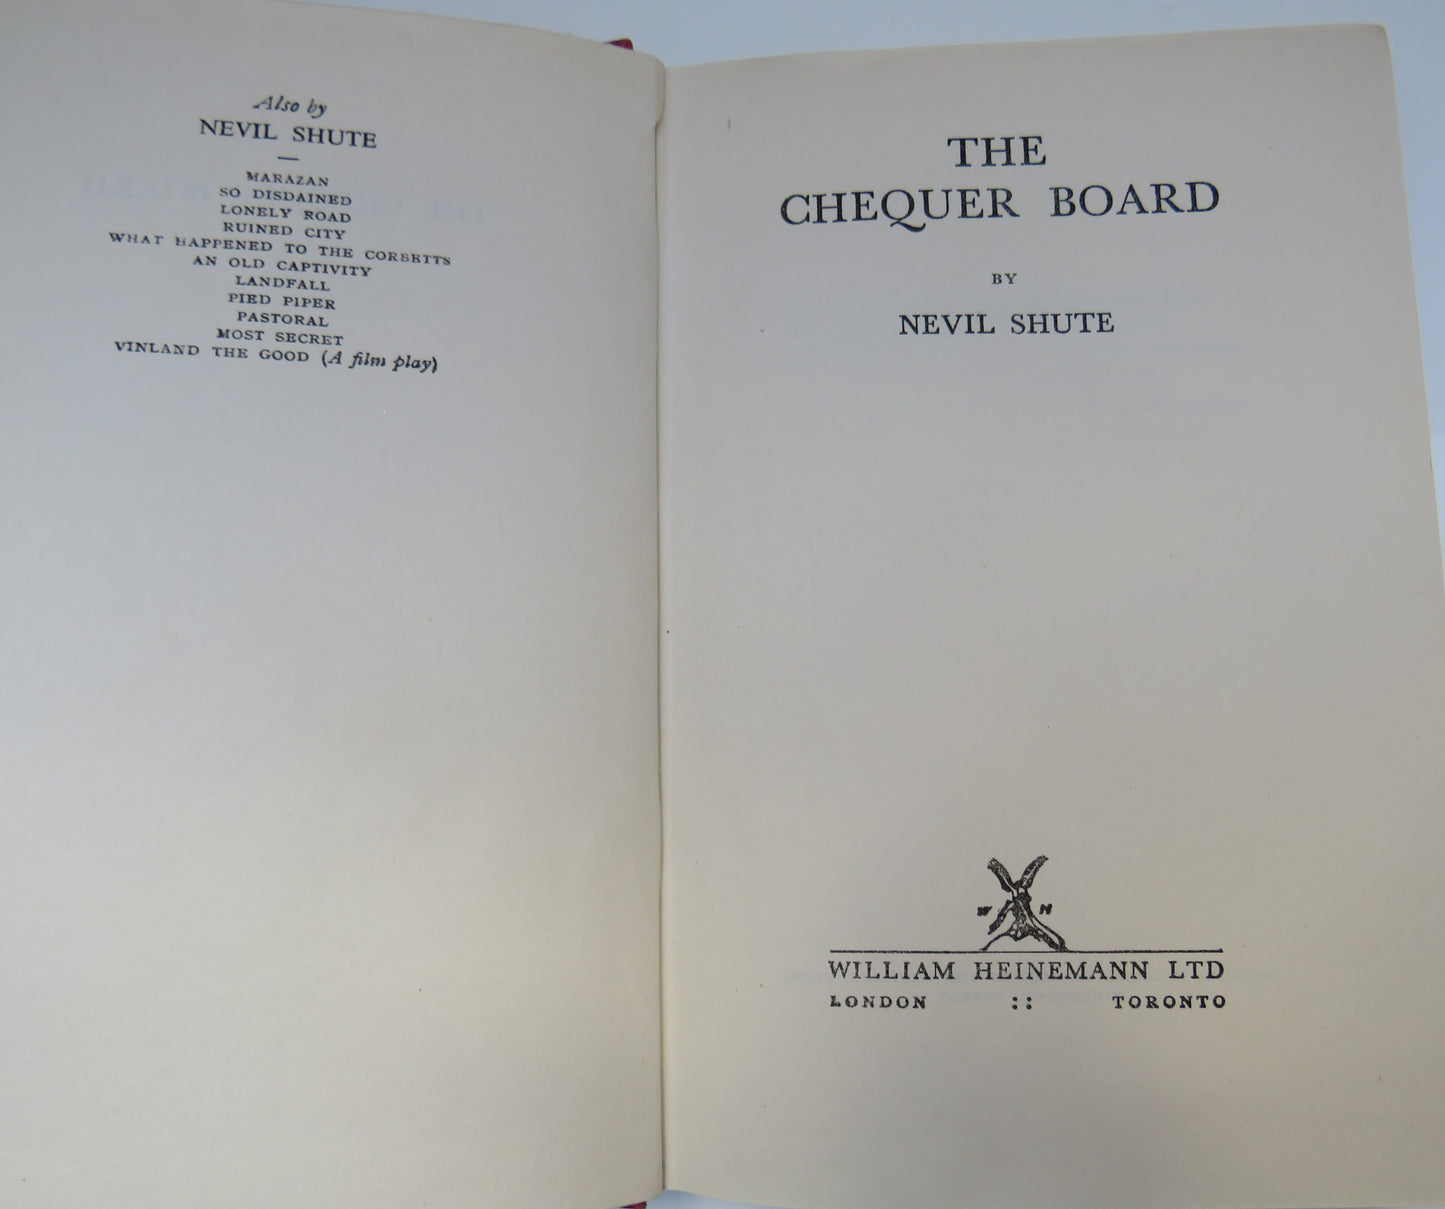 Also by
NEVIL SHUTE
—
MARAZAN
SO DISDAINED
LONELY ROAD
RUINED CITY
WHAT HAPPENED TO THE CORBETTS
AN OLD CAPTIVITY
LANDFALL
PIED PIPER
PASTORAL
MOST SECRET
VINLAND THE GOOD (A film play)
THE
CHEQUER BOARD
BY
NEVIL SHUTE
W H
WILLIAM HEINEMANN LTD
LONDON :: TORONTO